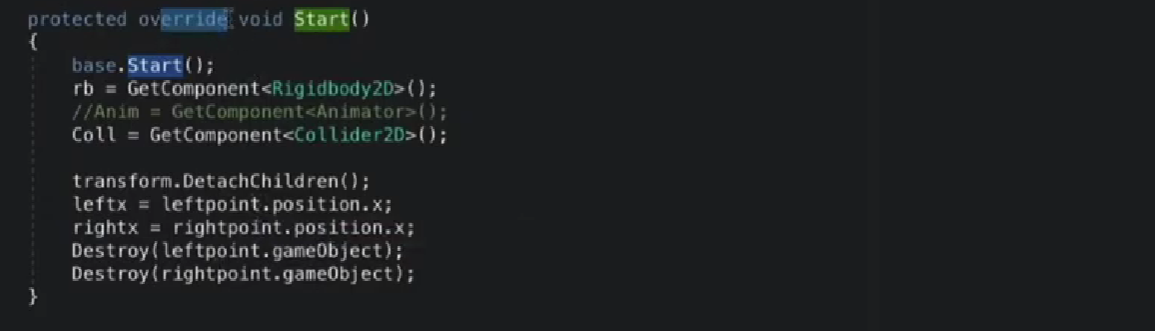 protected override void Start()
{
base.Start();
rb = GetComponent<Rigidbody2D>();
//Anim = GetComponent<Animator>();
Coll = GetComponent<Collider2D>();
transform.DetachChildren();
leftx = leftpoint.position.x;
rightx = rightpoint.position.x;
Destroy(leftpoint.gameObject);
Destroy(rightpoint.gameObject);
}